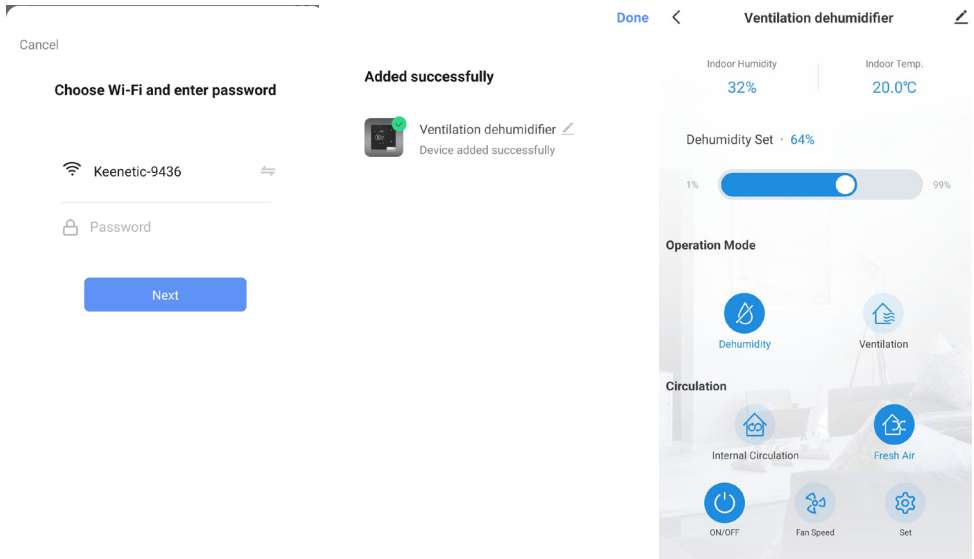 Cancel
Choose Wi-Fi and enter password
Keenetic-9436
Password
Next
Done
Added successfully
Ventilation dehumidifier
Device added successfully
Ventilation dehumidifier
Indoor Humidity
Indoor Temp.
32%
20.0℃
Dehumidity Set · 64%
1%
99%
Operation Mode
Dehumidity
Ventilation
Circulation
Internal Circulation
Fresh Air
ON/OFF
Fan Speed
Set